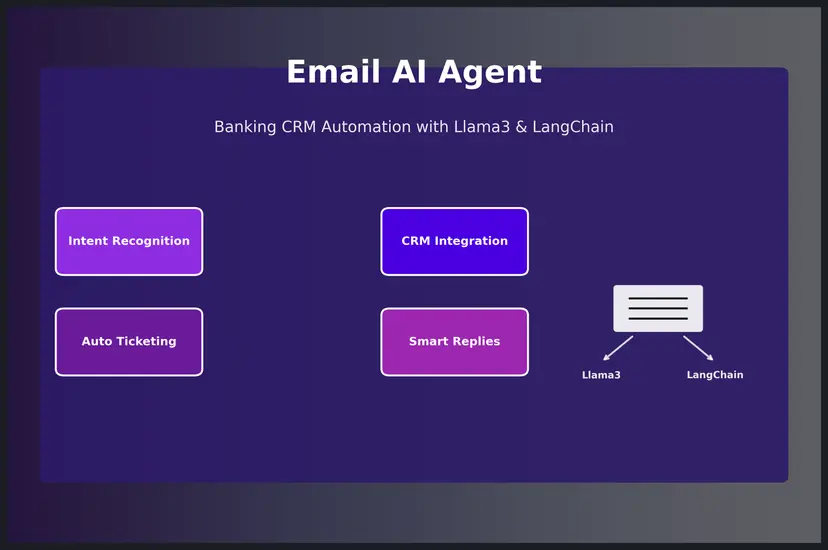 Email AI Agent
Banking CRM Automation with Llama3 & LangChain
Intent Recognition
CRM Integration
Auto Ticketing
Smart Replies
Llama3
LangChain